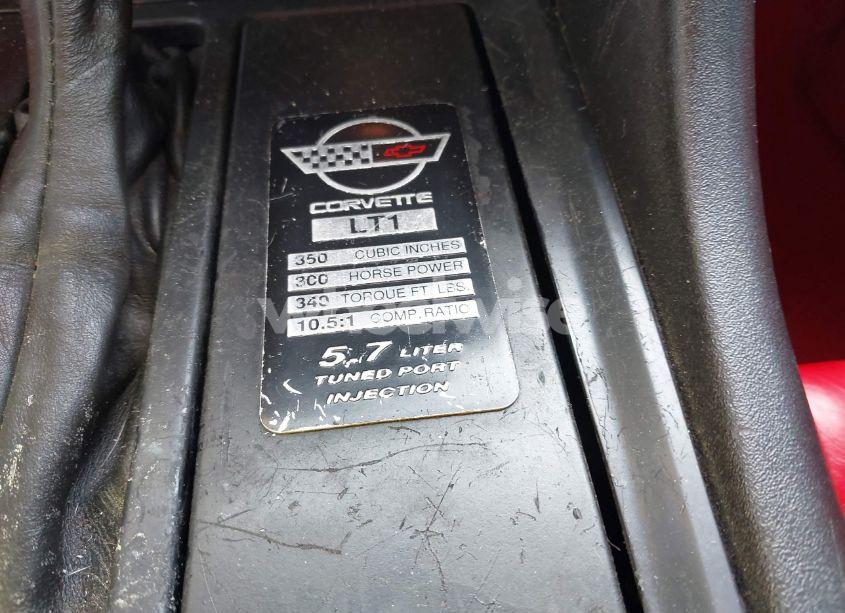 CORVETTE
LT1
350 CUBIC INCHES
300 HORSE POWER
340 TORQUE FT. LBS.
10.5:1 COMP. RATIO
5.7 LITER
TUNED PORT
INJECTION
wheelwise